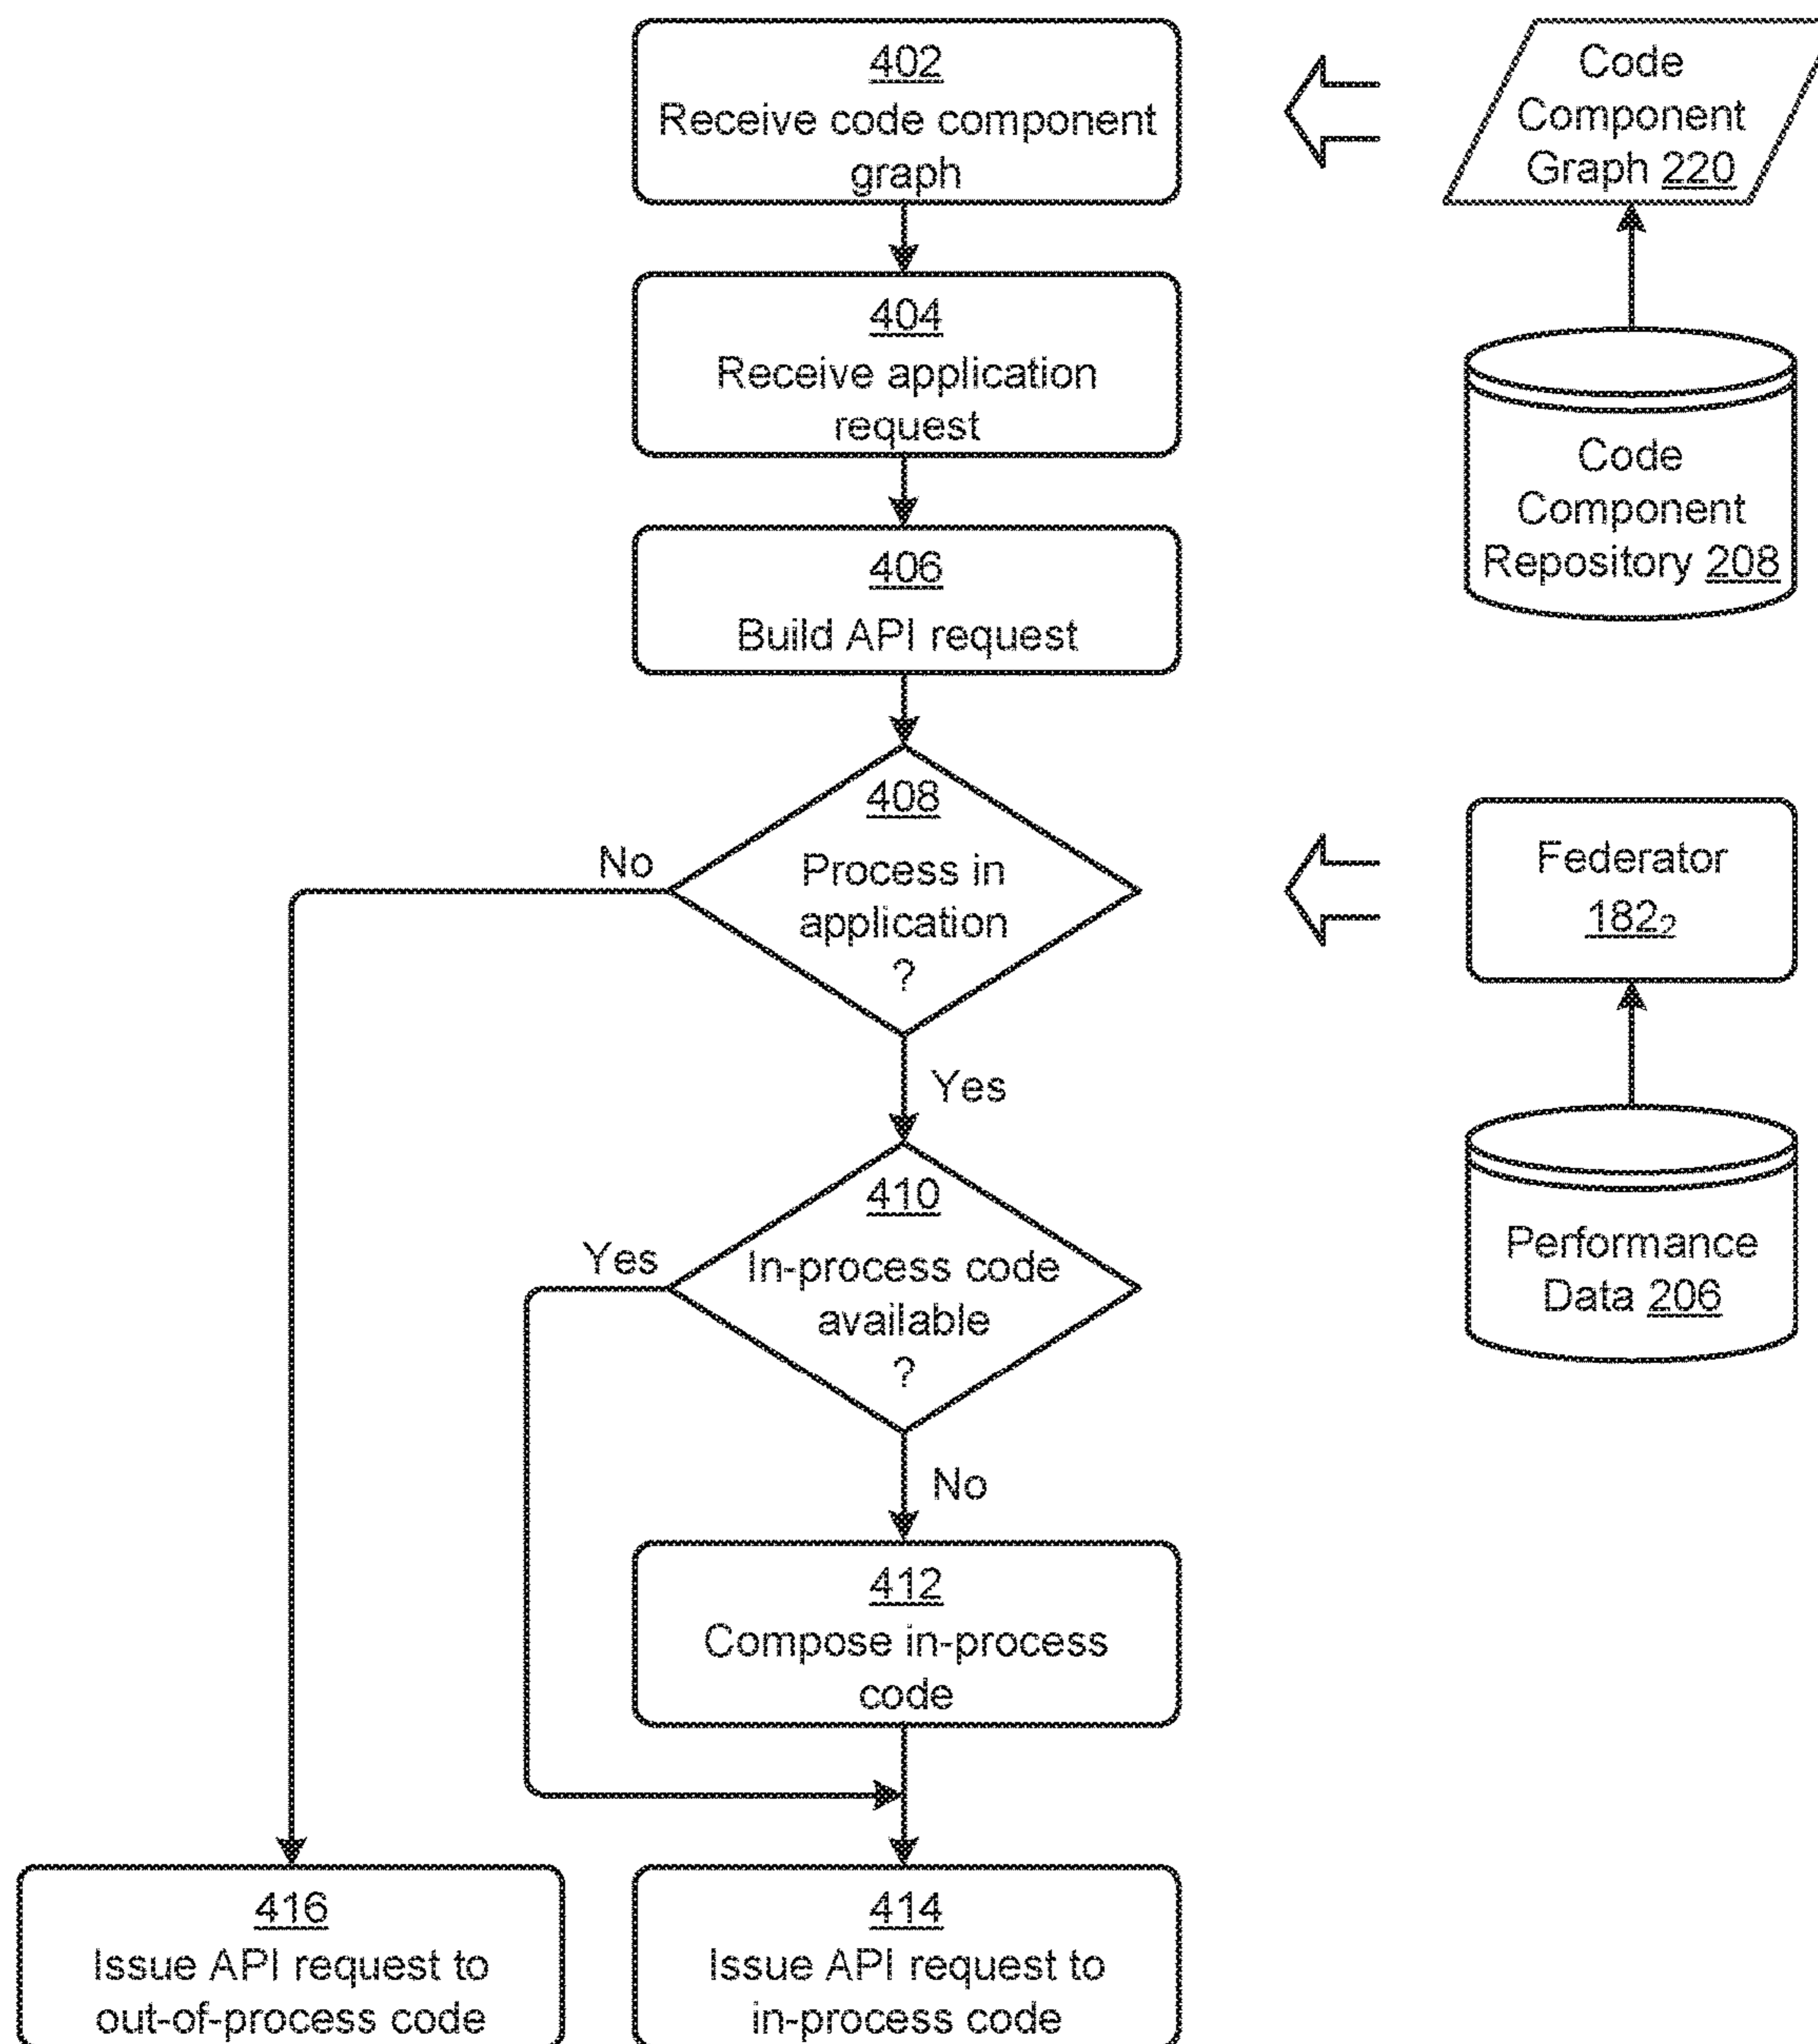 402
Receive code component
graph
Code
Component
Graph 220
404
Receive application
request
Code
Component
Repository 208
406
Build API request
408
Process in
application
?
No
Yes
Federator
182₂
410
In-process code
available
?
Yes
No
Performance
Data 206
412
Compose in-process
code
416
Issue API request to
out-of-process code
414
Issue API request to
in-process code